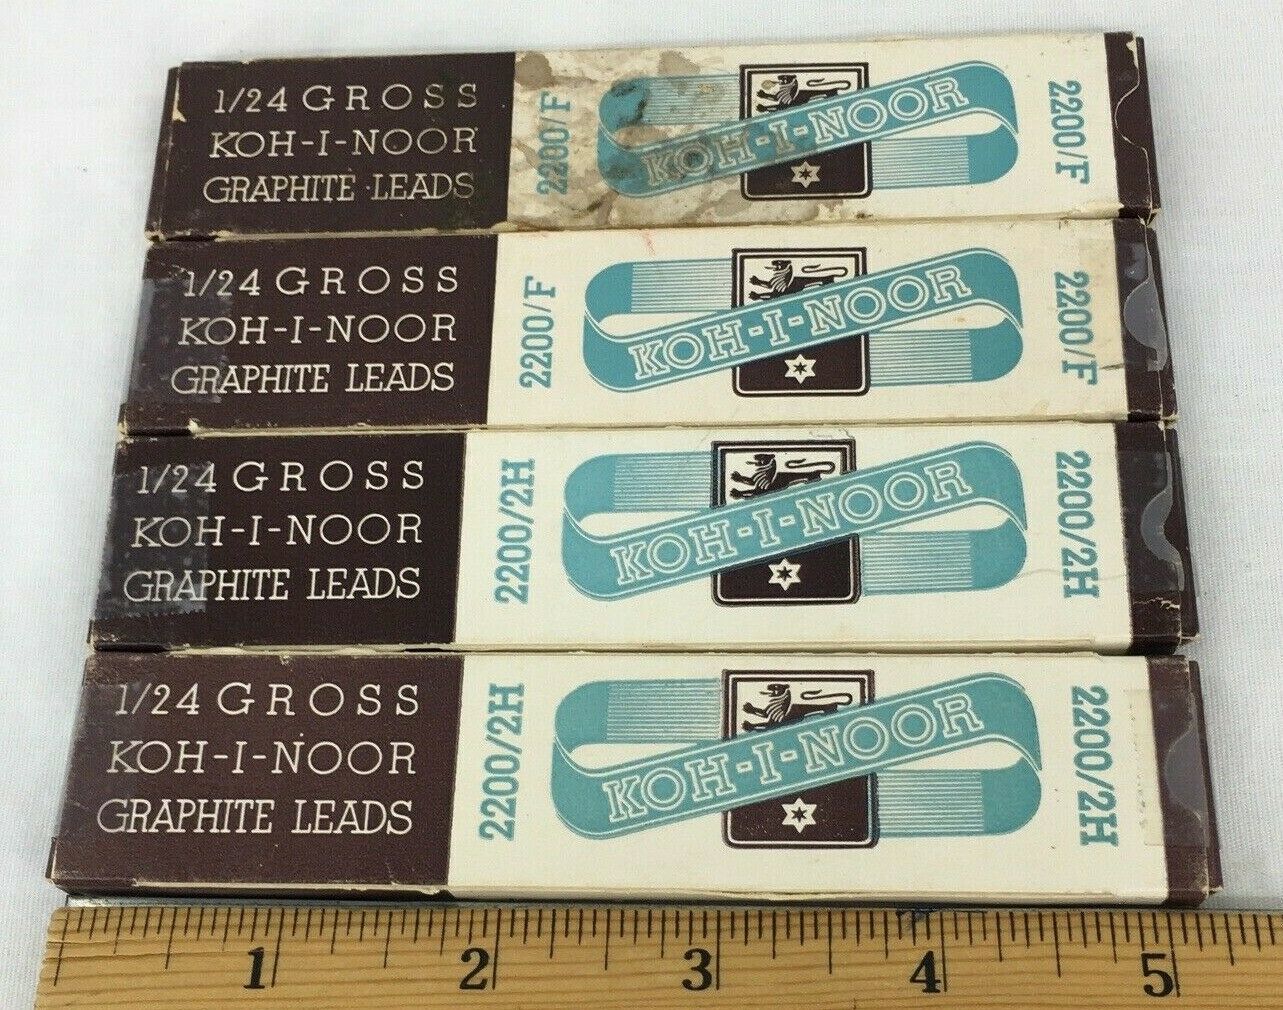 1/24 GROSS
KOH-I-NOOR
GRAPHITE LEADS
2200/F
KOH-I-NOOR
2200/F
1/24 GROSS
KOH-I-NOOR
GRAPHITE LEADS
2200/F
KOH-I-NOOR
2200/F
1/24 GROSS
KOH-I-NOOR
GRAPHITE LEADS
2200/2H
KOH-I-NOOR
2200/2H
1/24 GROSS
KOH-I-NOOR
GRAPHITE LEADS
2200/2H
KOH-I-NOOR
2200/2H
1 2 3 4 5